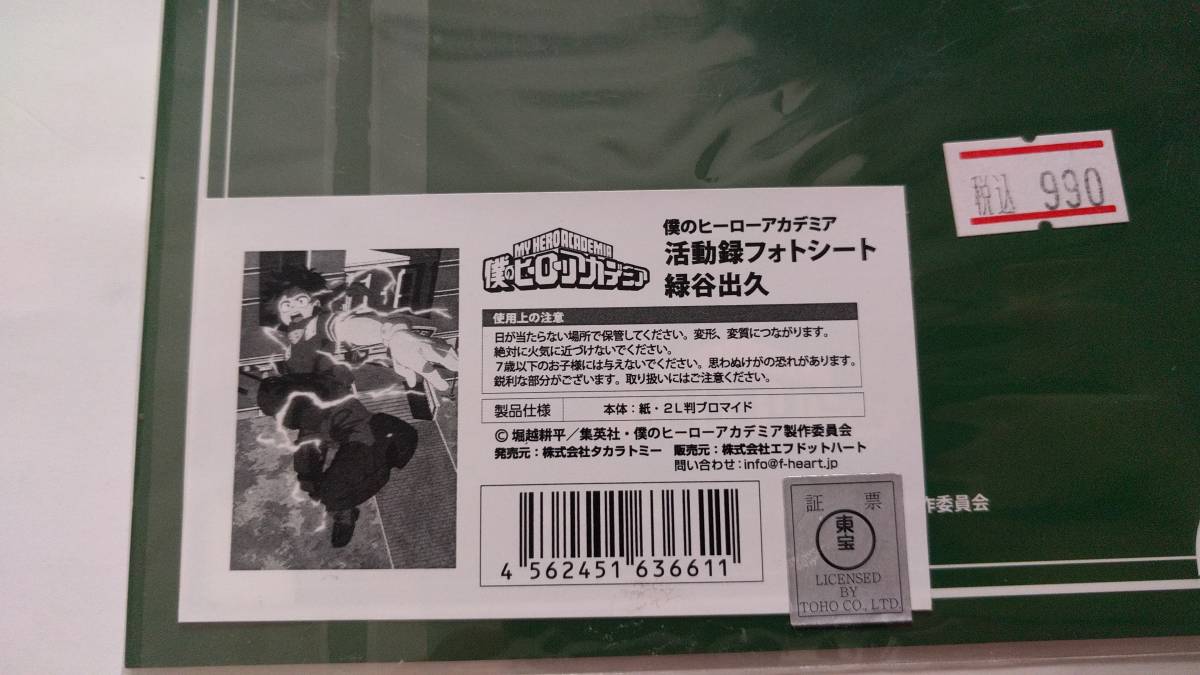 税込 990
僕のヒーローアカデミア
活動録フォトシート
緑谷出久
MY HERO ACADEMIA
僕のヒーローアカデミア
使用上の注意
日が当たらない場所で保管してください。変形、変質につながります。
絶対に火気に近づけないでください。
7歳以下のお子様には与えないでください。思わぬけがの恐れがあります。
鋭利な部分がございます。取り扱いにはご注意ください。
製品仕様 本体:紙・2L判ブロマイド
© 堀越耕平/集英社・僕のヒーローアカデミア製作委員会
発売元:株式会社タカラトミー 販売元:株式会社エフドットハート
問い合わせ:info@f-heart.jp
4 562451 636611
証 票
東宝
LICENSED
BY
TOHO CO., LTD.
作委員会